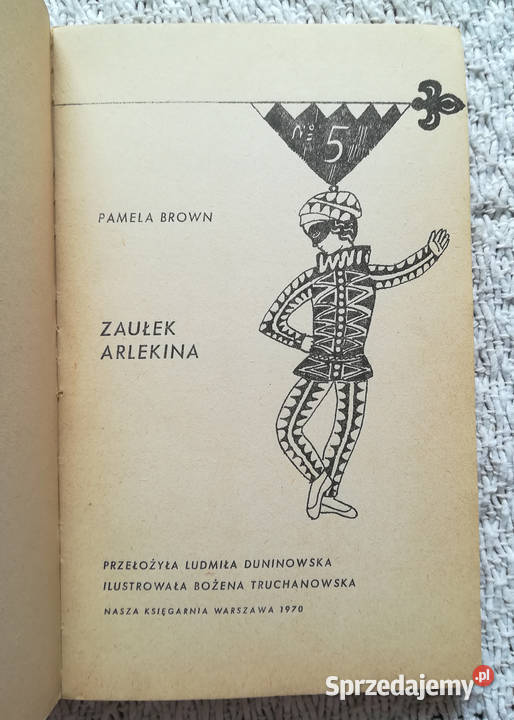 Nº 5
PAMELA BROWN
ZAUŁEK
ARLEKINA
PRZEŁOŻYŁA LUDMIŁA DUNINOWSKA
ILUSTROWAŁA BOŻENA TRUCHANOWSKA
NASZA KSIĘGARNIA WARSZAWA 1970
Sprzedajemy.pl